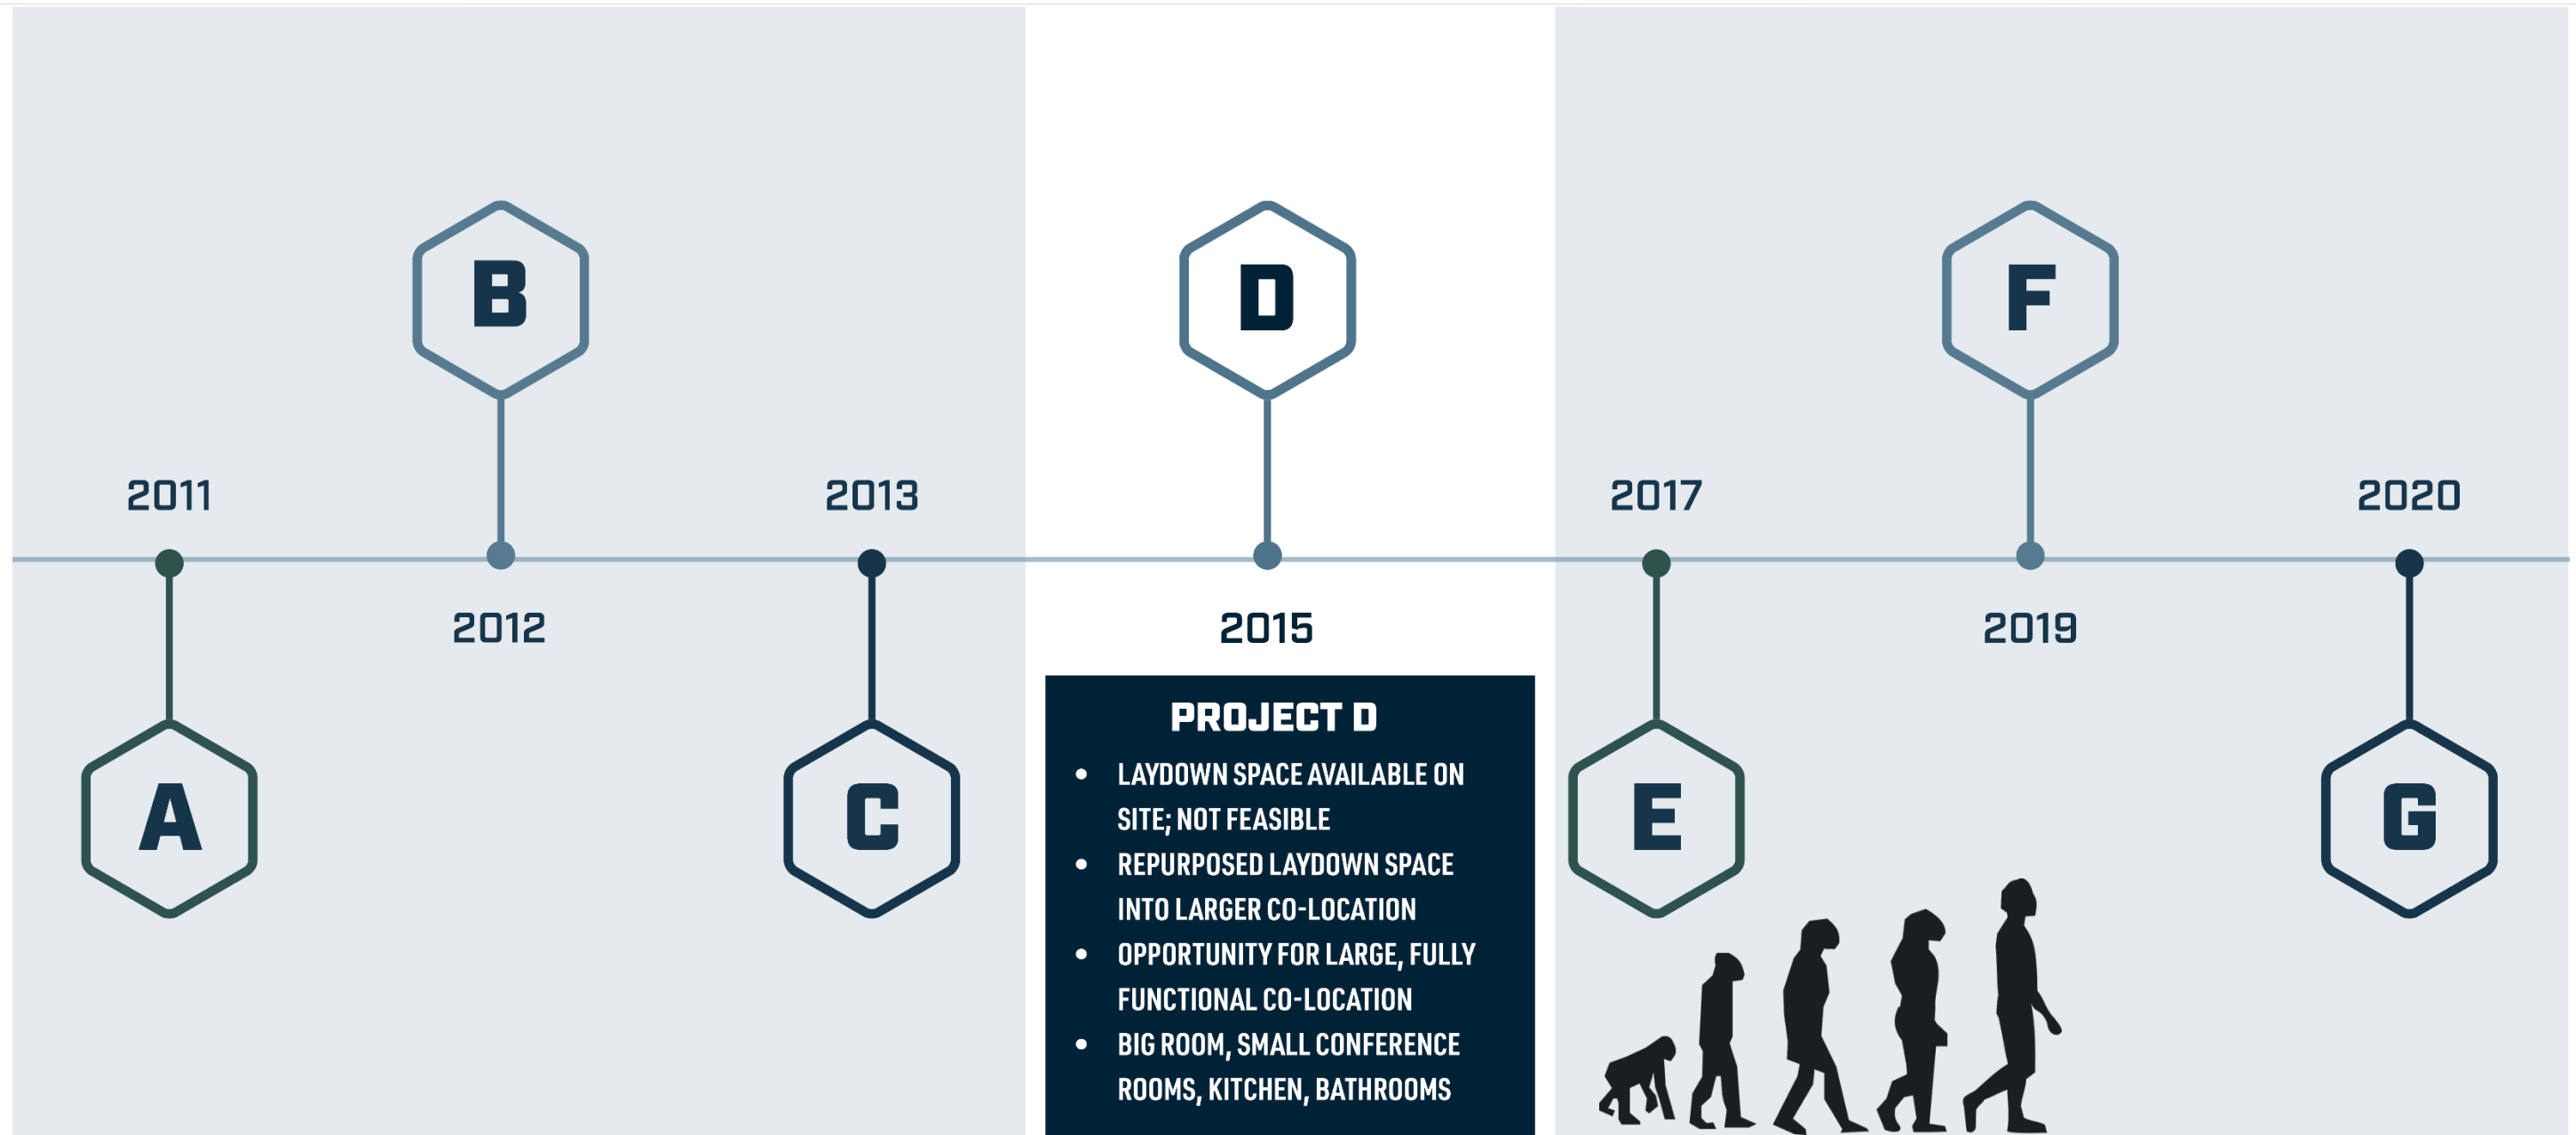 B
D
F
2011
2013
2017
2020
2012
2015
2019
A
C
PROJECT D
• LAYDOWN SPACE AVAILABLE ON
SITE; NOT FEASIBLE
• REPURPOSED LAYDOWN SPACE
INTO LARGER CO-LOCATION
• OPPORTUNITY FOR LARGE, FULLY
FUNCTIONAL CO-LOCATION
• BIG ROOM, SMALL CONFERENCE
ROOMS, KITCHEN, BATHROOMS
E
G